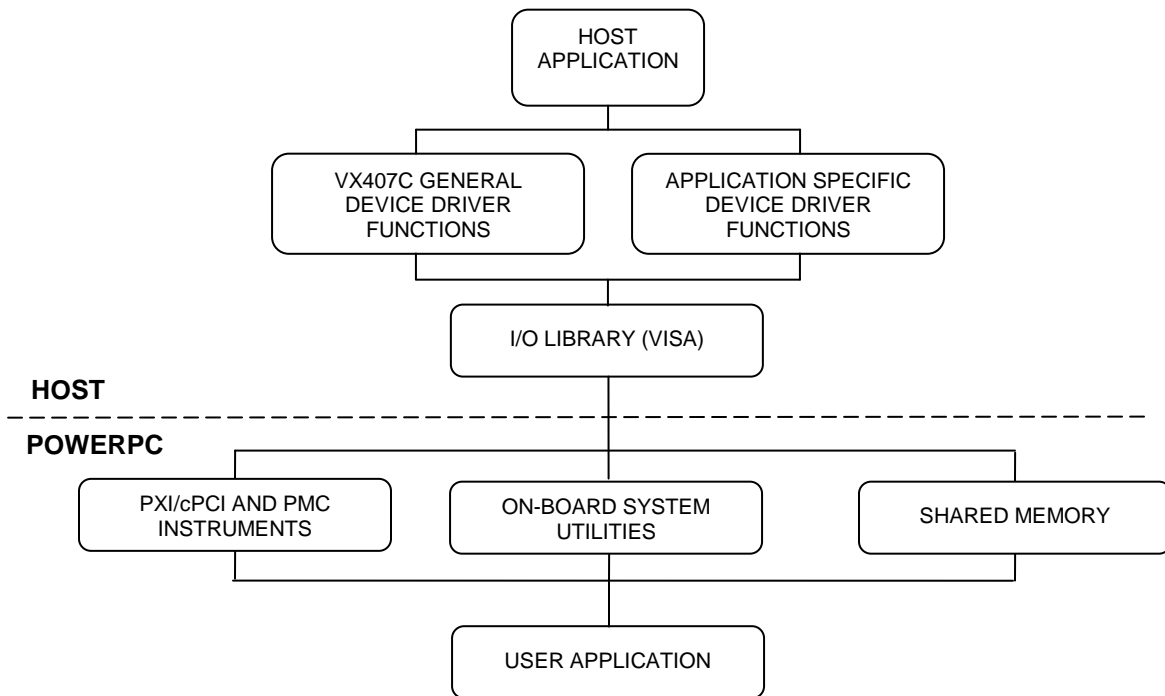 HOST
APPLICATION
VX407C GENERAL
DEVICE DRIVER
FUNCTIONS
APPLICATION SPECIFIC
DEVICE DRIVER
FUNCTIONS
I/O LIBRARY (VISA)
HOST
POWERPC
PXI/cPCI AND PMC
INSTRUMENTS
ON-BOARD SYSTEM
UTILITIES
SHARED MEMORY
USER APPLICATION